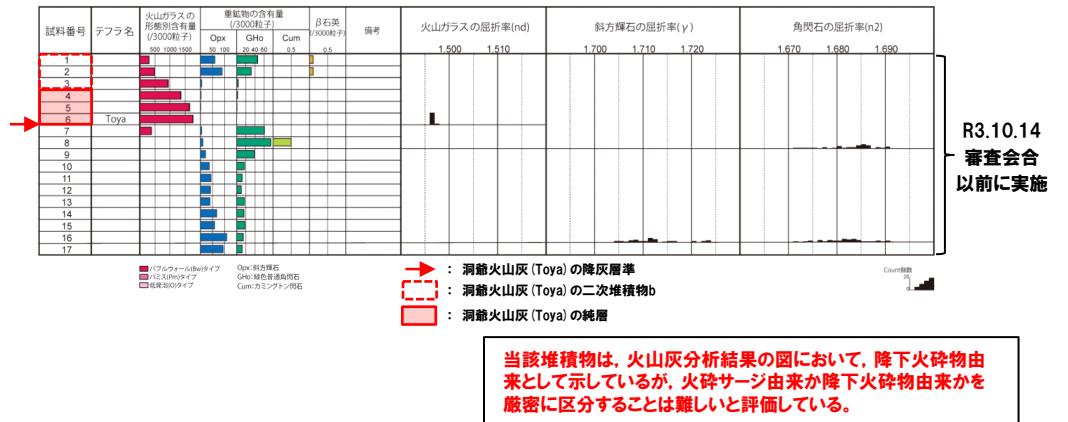 試料番号 テフラ名 火山ガラスの形態別含有量(/3000粒子) 重鉱物の含有量(/3000粒子) β石英(/3000粒子) 備考 火山ガラスの屈折率(nd) 斜方輝石の屈折率(γ) 角閃石の屈折率(n2)
Opx GHo Cum
500 1000 1500 50 100 20 40 60 0.5 0.5 1.500 1.510 1.700 1.710 1.720 1.670 1.680 1.690
1
2
3
4
5
6 Toya
7
8
9
10
11
12
13
14
15
16
17
R3.10.14
審査会合
以前に実施
バブルウォール(Bw)タイプ Opx:斜方輝石
パミス(Pm)タイプ GHo:緑色普通角閃石
低発泡(O)タイプ Cum:カミングトン閃石
： 洞爺火山灰(Toya)の降灰層準
： 洞爺火山灰(Toya)の二次堆積物b
： 洞爺火山灰(Toya)の純層
Count個数
20
0
当該堆積物は，火山灰分析結果の図において，降下火砕物由
来として示しているが，火砕サージ由来か降下火砕物由来かを
厳密に区分することは難しいと評価している。